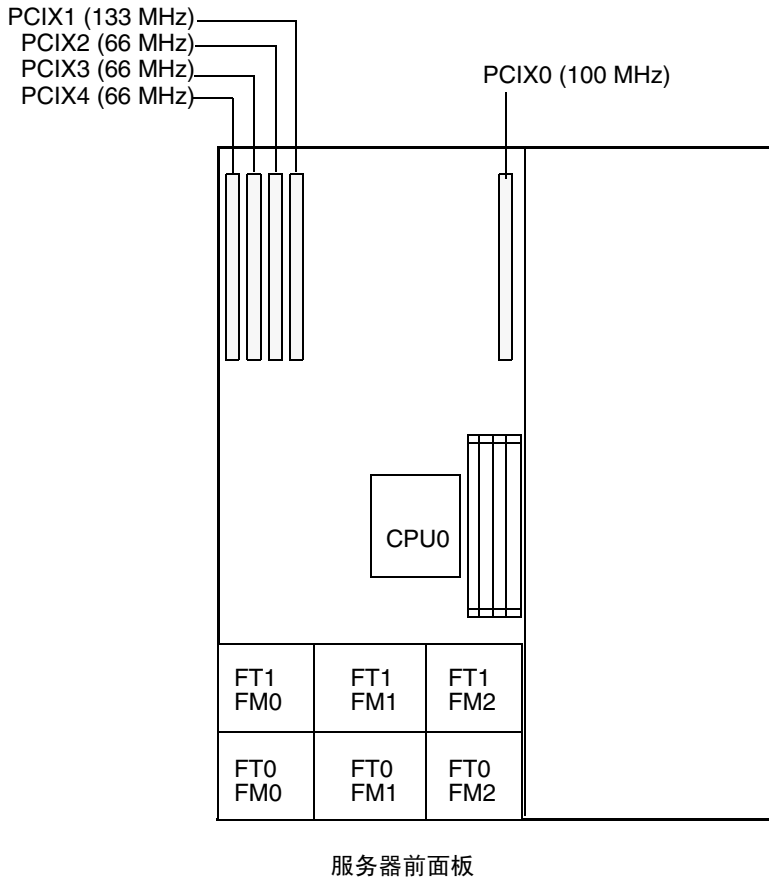 PCIX1 (133 MHz)
PCIX2 (66 MHz)
PCIX3 (66 MHz)
PCIX4 (66 MHz)
PCIX0 (100 MHz)
CPU0
FT1
FM0
FT1
FM1
FT1
FM2
FT0
FM0
FT0
FM1
FT0
FM2
服务器前面板